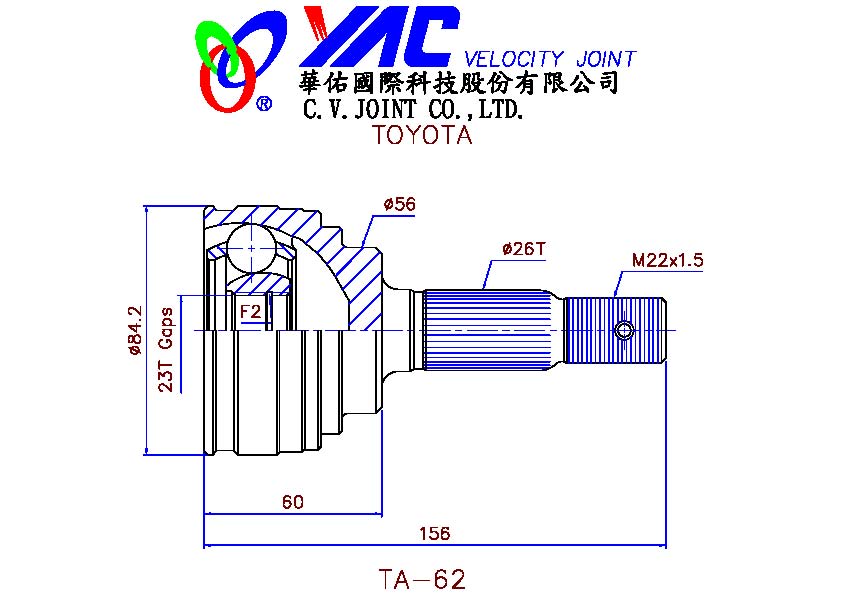 YAC VELOCITY JOINT
®
華佑國際科技股份有限公司
C.V.JOINT CO.,LTD.
TOYOTA
ø56
ø26T
M22x1.5
F2
ø84.2
23T Gaps
60
156
TA-62